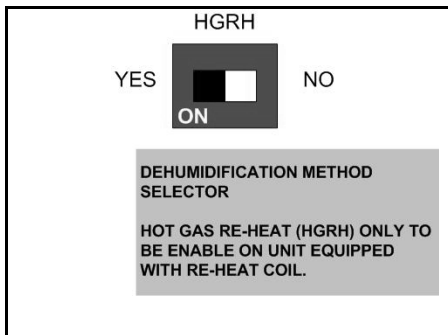 HGRH
YES NO
ON
DEHUMIDIFICATION METHOD
SELECTOR
HOT GAS RE-HEAT (HGRH) ONLY TO
BE ENABLE ON UNIT EQUIPPED
WITH RE-HEAT COIL.